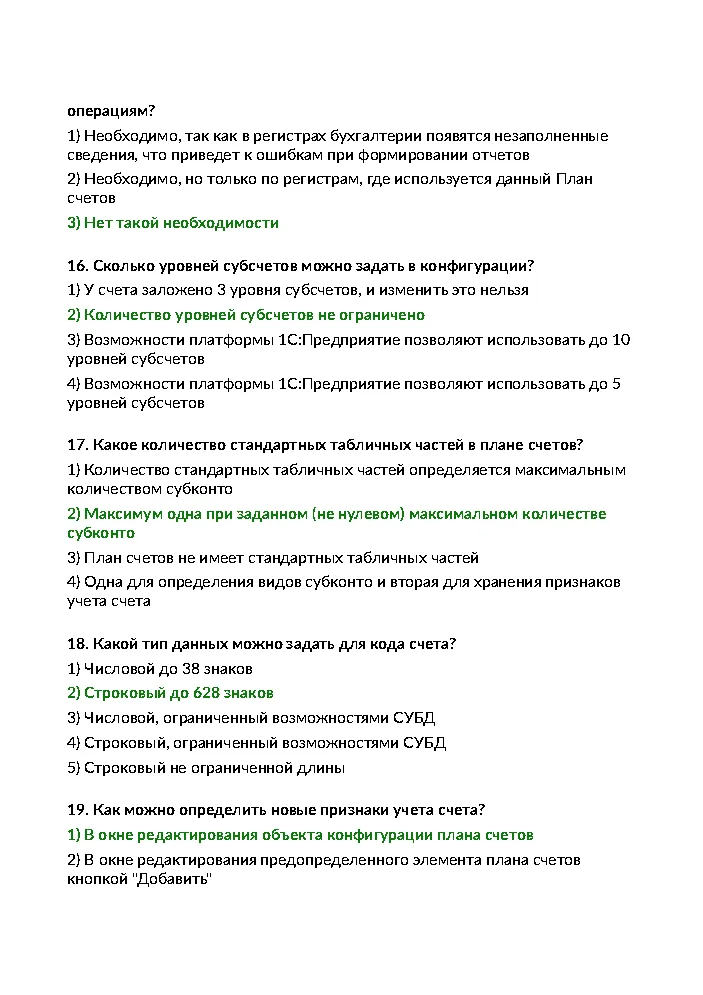 операциям?
1) Необходимо, так как в регистрах бухгалтерии появятся незаполненные
сведения, что приведет к ошибкам при формировании отчетов
2) Необходимо, но только по регистрам, где используется данный План
счетов
3) Нет такой необходимости
16. Сколько уровней субсчетов можно задать в конфигурации?
1) У счета заложено 3 уровня субсчетов, и изменить это нельзя
2) Количество уровней субсчетов не ограничено
3) Возможности платформы 1С:Предприятие позволяют использовать до 10
уровней субсчетов
4) Возможности платформы 1С:Предприятие позволяют использовать до 5
уровней субсчетов
17. Какое количество стандартных табличных частей в плане счетов?
1) Количество стандартных табличных частей определяется максимальным
количеством субконто
2) Максимум одна при заданном (не нулевом) максимальном количестве
субконто
3) План счетов не имеет стандартных табличных частей
4) Одна для определения видов субконто и вторая для хранения признаков
учета счета
18. Какой тип данных можно задать для кода счета?
1) Числовой до 38 знаков
2) Строковый до 628 знаков
3) Числовой, ограниченный возможностями СУБД
4) Строковый, ограниченный возможностями СУБД
5) Строковый не ограниченной длины
19. Как можно определить новые признаки учета счета?
1) В окне редактирования объекта конфигурации плана счетов
2) В окне редактирования предопределенного элемента плана счетов
кнопкой "Добавить"